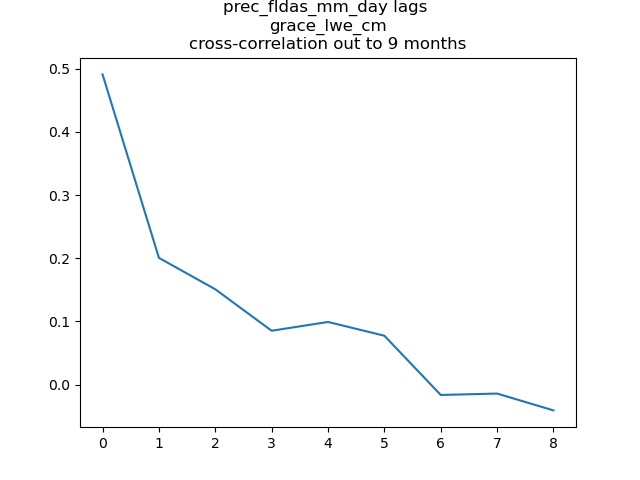 prec_fldas_mm_day lags
grace_lwe_cm
cross-correlation out to 9 months
0.5
0.4
0.3
0.2
0.1
0.0
0 1 2 3 4 5 6 7 8